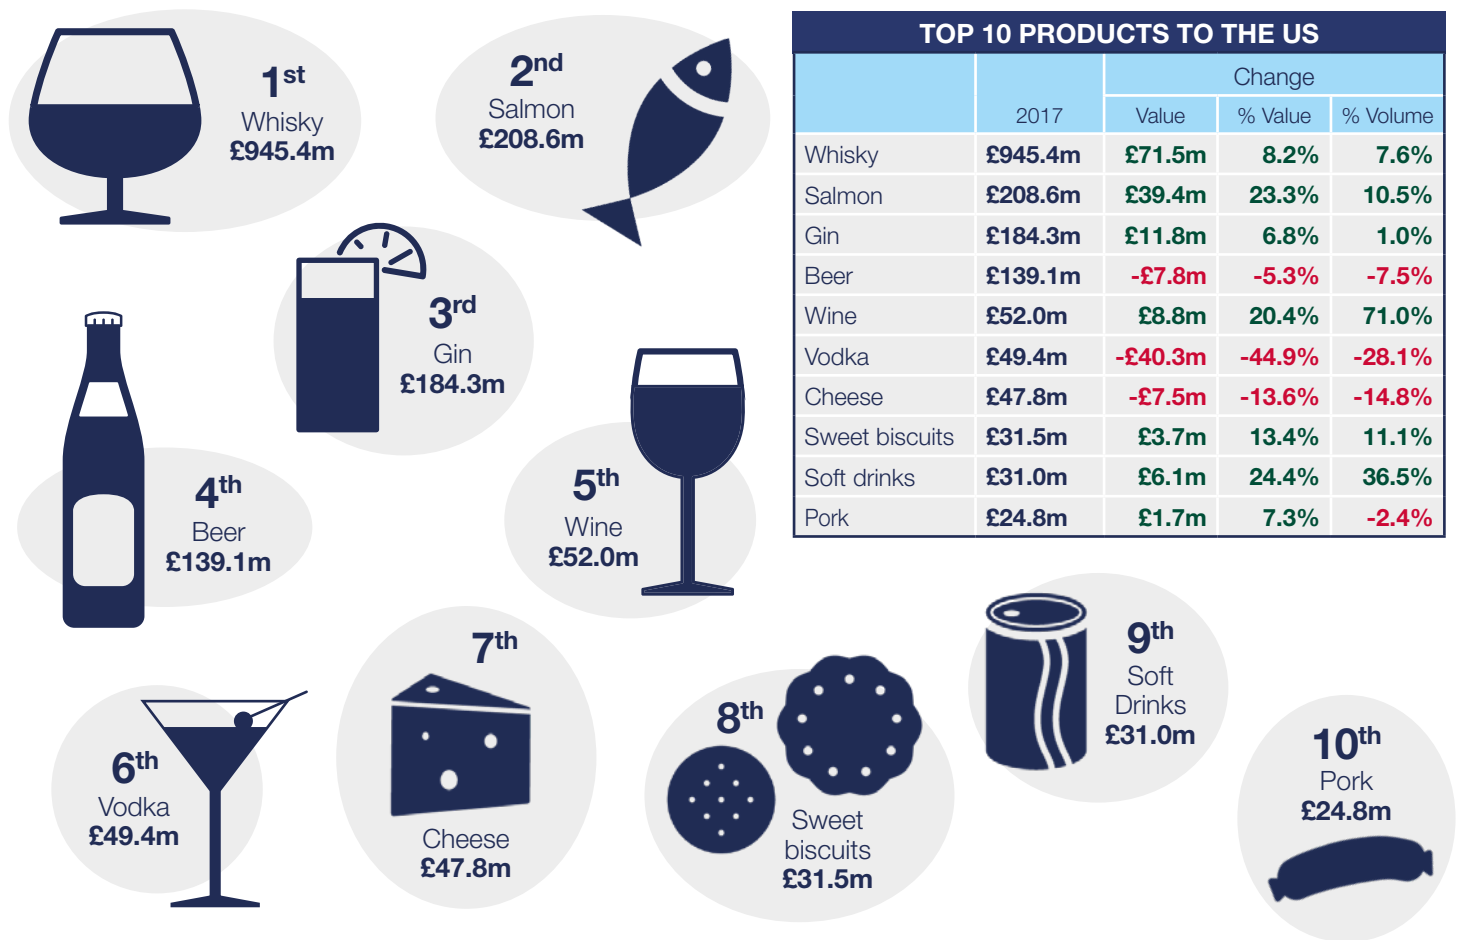 1st
Whisky
£945.4m
2nd
Salmon
£208.6m
3rd
Gin
£184.3m
4th
Beer
£139.1m
5th
Wine
£52.0m
6th
Vodka
£49.4m
7th
Cheese
£47.8m
8th
Sweet
biscuits
£31.5m
9th
Soft
Drinks
£31.0m
10th
Pork
£24.8m
TOP 10 PRODUCTS TO THE US
Change
2017 Value % Value % Volume
Whisky £945.4m £71.5m 8.2% 7.6%
Salmon £208.6m £39.4m 23.3% 10.5%
Gin £184.3m £11.8m 6.8% 1.0%
Beer £139.1m -£7.8m -5.3% -7.5%
Wine £52.0m £8.8m 20.4% 71.0%
Vodka £49.4m -£40.3m -44.9% -28.1%
Cheese £47.8m -£7.5m -13.6% -14.8%
Sweet biscuits £31.5m £3.7m 13.4% 11.1%
Soft drinks £31.0m £6.1m 24.4% 36.5%
Pork £24.8m £1.7m 7.3% -2.4%